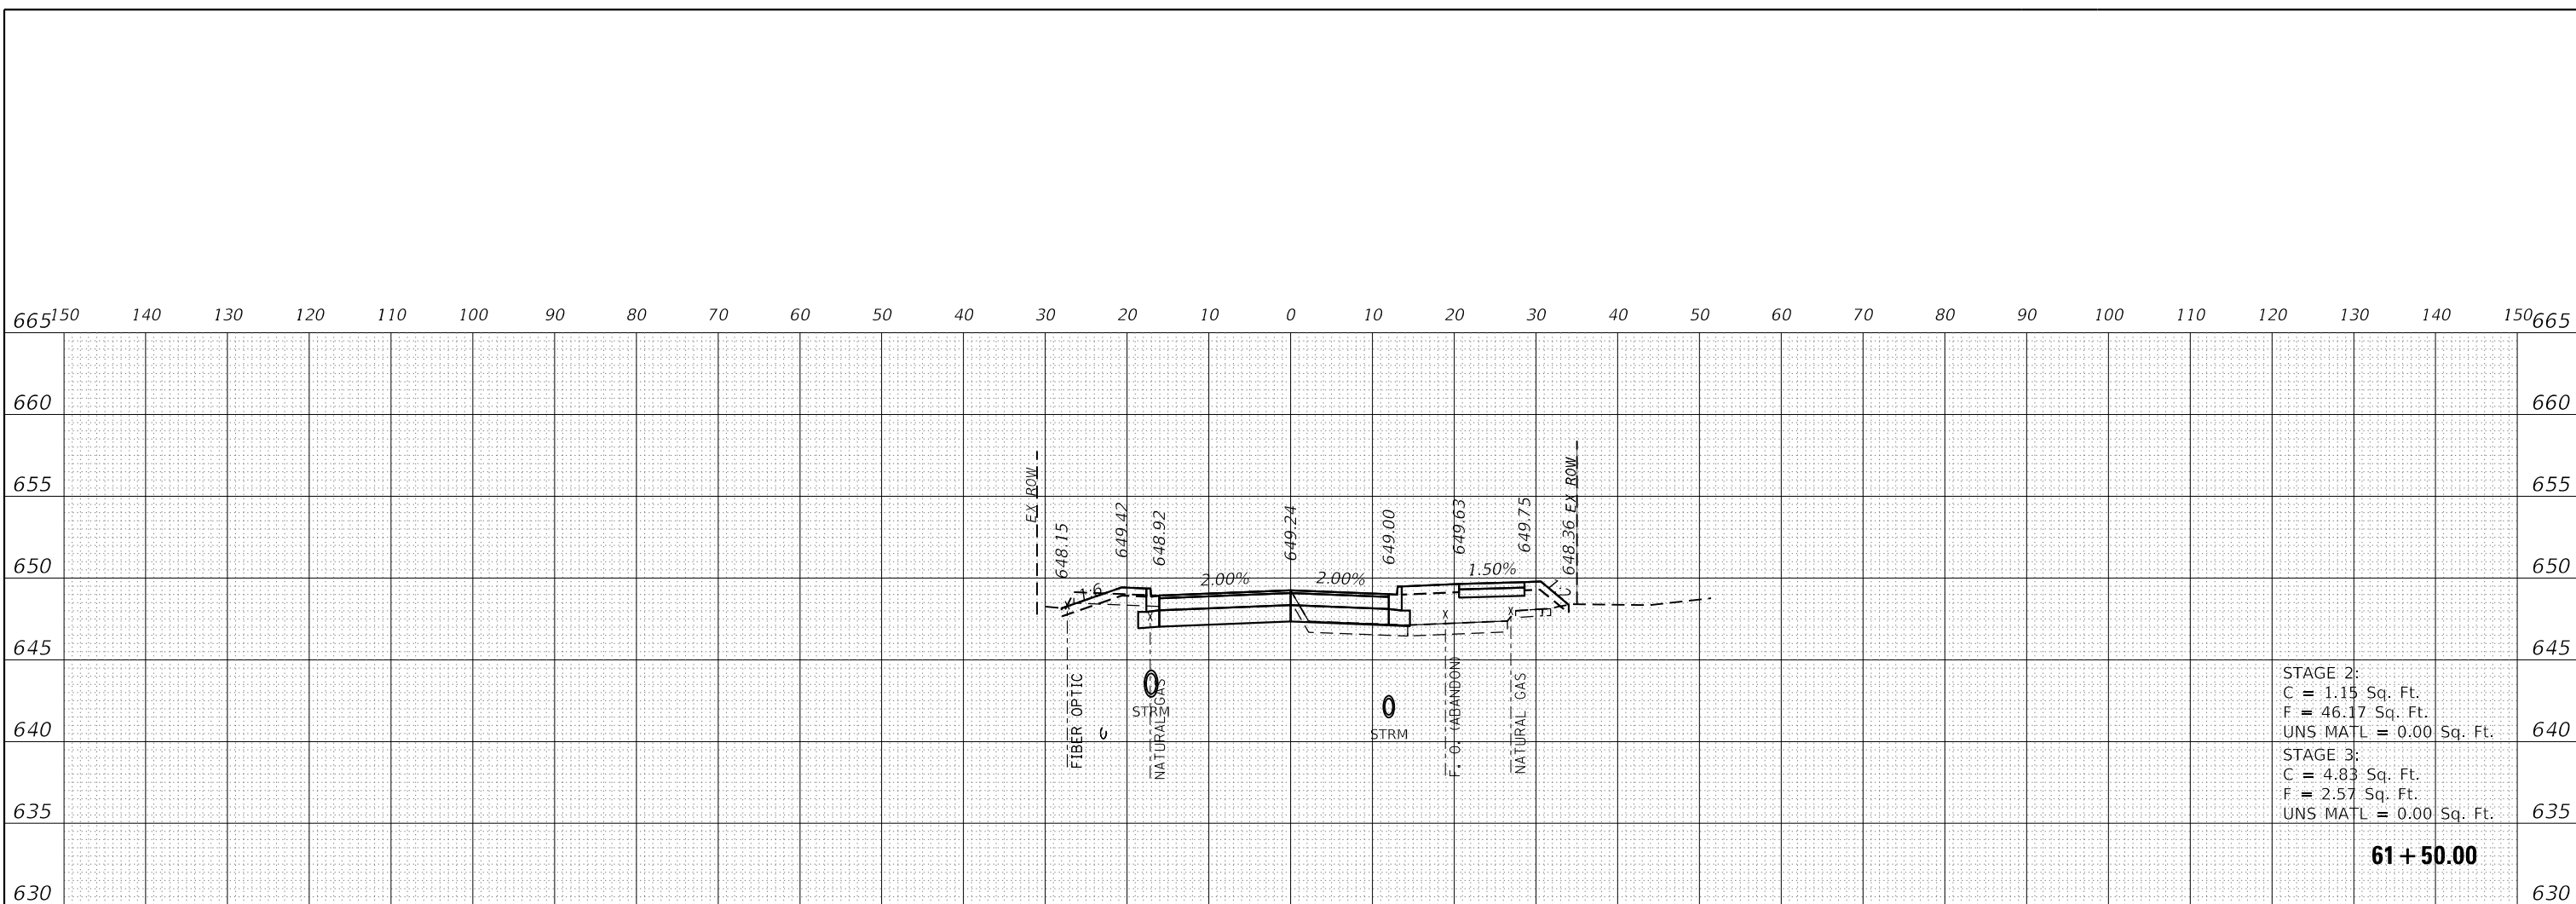 150 140 130 120 110 100 90 80 70 60 50 40 30 20 10 0 10 20 30 40 50 60 70 80 90 100 110 120 130 140 150
665 665
660 660
655 655
650 650
645 645
640 640
635 635
630 630
EX ROW
648.15
649.42
648.92
649.24
649.00
649.63
649.75
648.36 EX ROW
1:6
2.00%
2.00%
1.50%
FIBER OPTIC
NATURAL GAS
STRM
STRM
F. O. (ABANDON)
NATURAL GAS
STAGE 2:
C = 1.15 Sq. Ft.
F = 46.17 Sq. Ft.
UNS MATL = 0.00 Sq. Ft.
STAGE 3:
C = 4.83 Sq. Ft.
F = 2.57 Sq. Ft.
UNS MATL = 0.00 Sq. Ft.
61 + 50.00